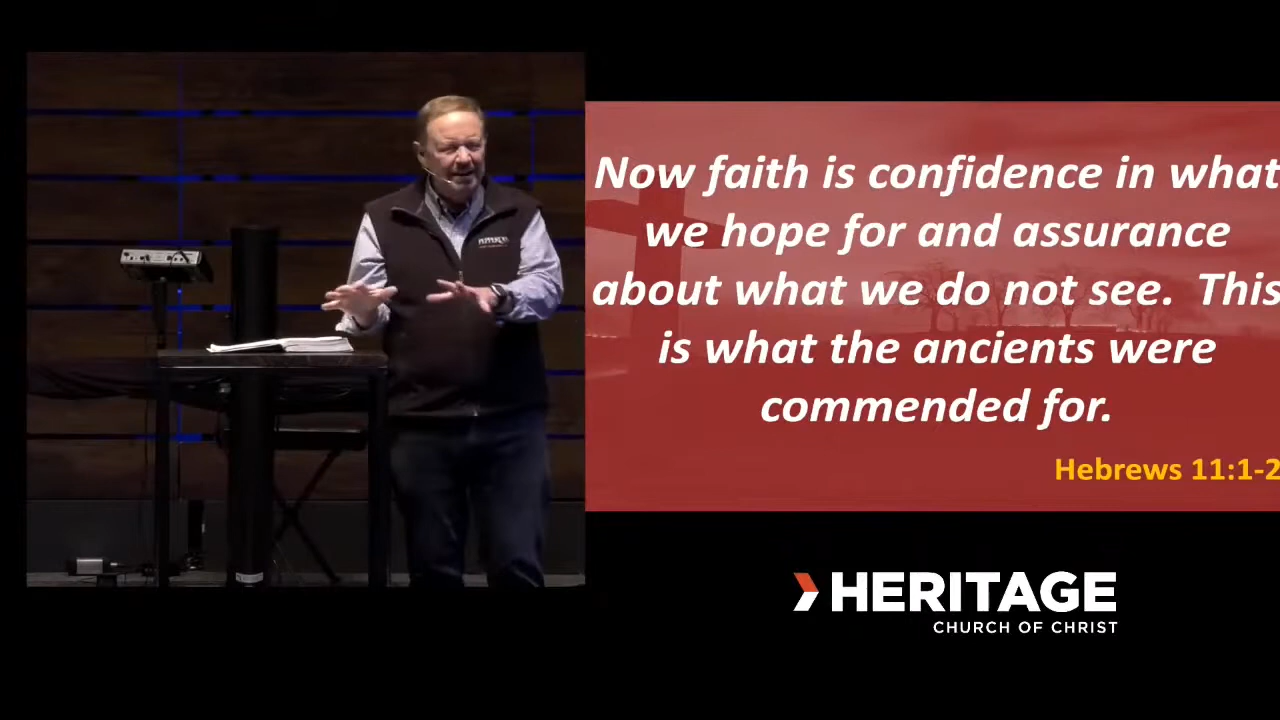 Now faith is confidence in what
we hope for and assurance
about what we do not see. This
is what the ancients were
commended for.
Hebrews 11:1-2
HERITAGE
CHURCH OF CHRIST